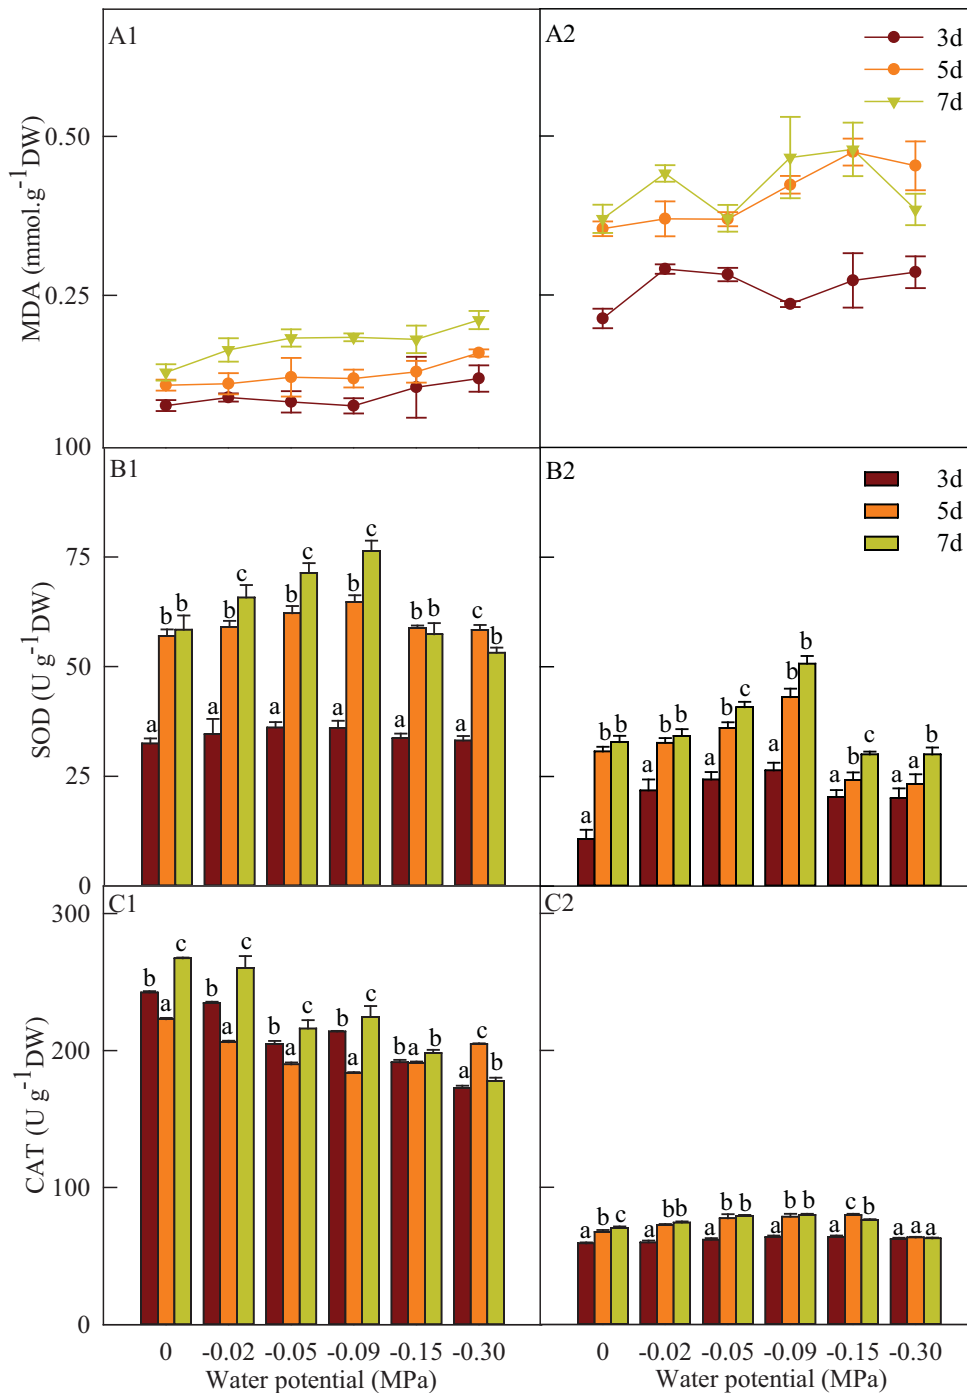 A1
A2
3d
5d
7d
0.50
0.25
MDA (mmol.g⁻¹DW)
100
B1
B2
3d
5d
7d
75
50
25
0
SOD (U g⁻¹DW)
a b b a b c a b c a b c a b b a c b
a b b a b a a b c a b b a b c a a b
C1
C2
300
200
100
0
CAT (U g⁻¹DW)
b a c b a c b a c b a c b a b a c b
a b c a b b a b b a b b a c b a a a
0 -0.02 -0.05 -0.09 -0.15 -0.30
0 -0.02 -0.05 -0.09 -0.15 -0.30
Water potential (MPa)
Water potential (MPa)